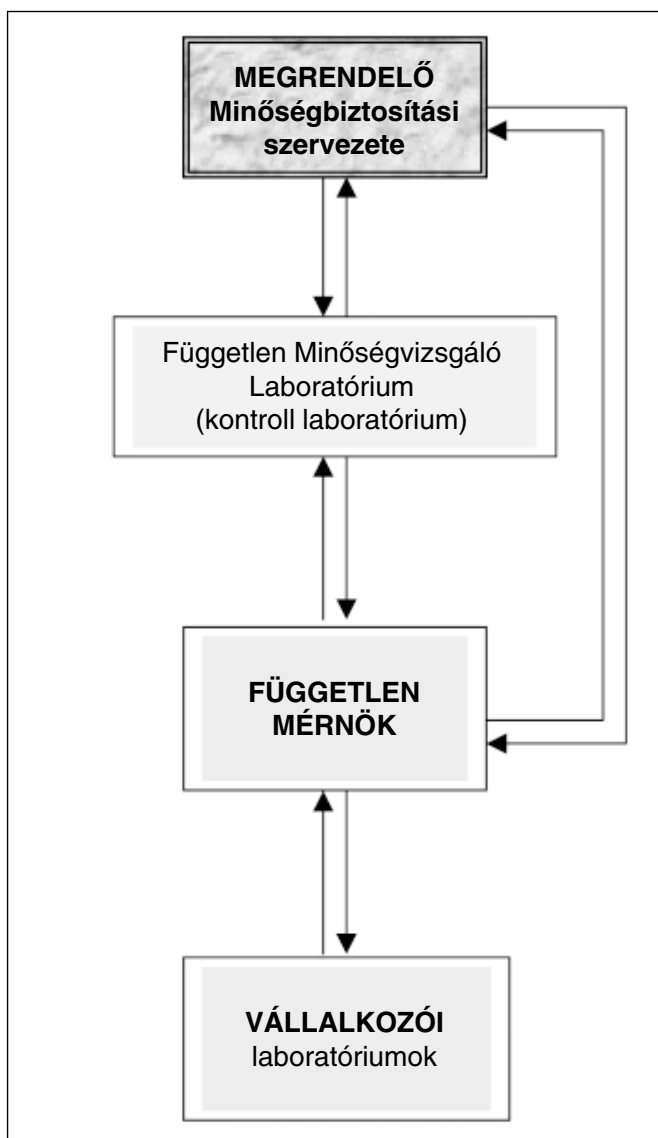 MEGRENDELŐ
Minőségbiztosítási
szervezete
Független Minőségvizsgáló
Laboratórium
(kontroll laboratórium)
FÜGGETLEN
MÉRNÖK
VÁLLALKOZÓI
laboratóriumok